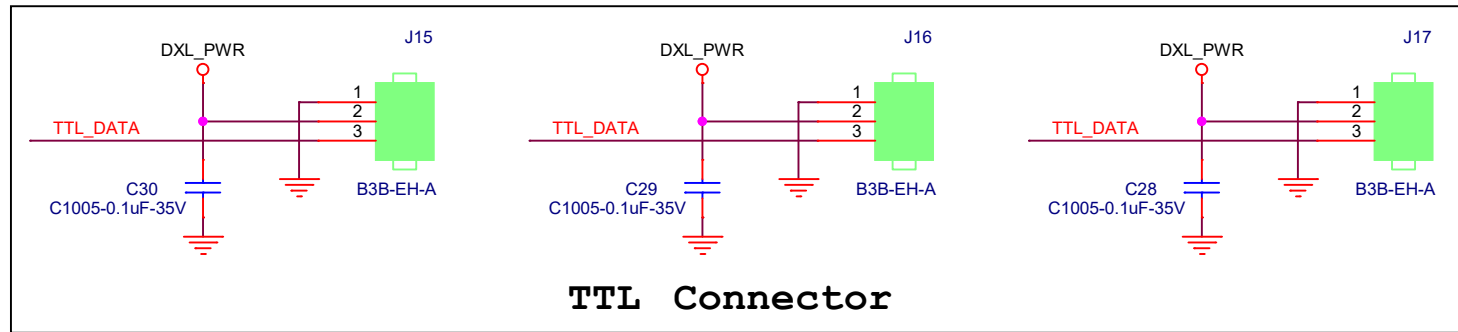 J15
DXL_PWR
1
2
TTL_DATA
3
C30
C1005-0.1uF-35V
B3B-EH-A
J16
DXL_PWR
1
2
TTL_DATA
3
C29
C1005-0.1uF-35V
B3B-EH-A
J17
DXL_PWR
1
2
TTL_DATA
3
C28
C1005-0.1uF-35V
B3B-EH-A
TTL Connector